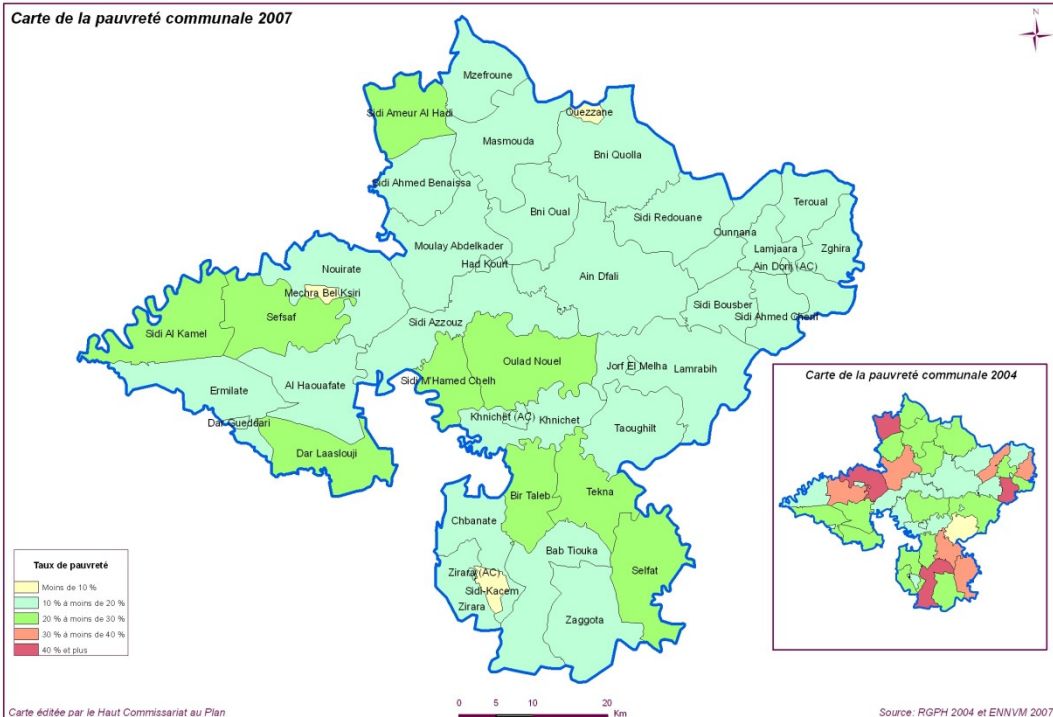 Carte de la pauvreté communale 2007
N
Mzefroune
Sidi Ameur Al Hadi
Ouezzane
Masmouda
Bni Quolla
Sidi Ahmed Benaissa
Teroual
Bni Oual
Sidi Redouane
Ounnana
Moulay Abdelkader
Lamjaara
Zghira
Had Kourt
Ain Dorij (AC)
Nouirate
Ain Dfali
Mechra Bel Ksiri
Sidi Bousber
Sefsaf
Sidi Ahmed Cherif
Sidi Al Kamel
Sidi Azzouz
Oulad Nouel
Jorf El Melha
Lamrabih
Sidi M'Hamed Chelh
Al Haouafate
Ermilate
Carte de la pauvreté communale 2004
Khnichet (AC)
Khnichet
Dar Gueddari
Taoughilt
Dar Laaslouji
Bir Taleb
Tekna
Chbanate
Bab Tiouka
Selfat
Zirara (AC)
Sidi-Kacem
Zirara
Zaggota
Taux de pauvreté
Moins de 10 %
10 % à moins de 20 %
20 % à moins de 30 %
30 % à moins de 40 %
40 % et plus
0 5 10 20
Km
Carte éditée par le Haut Commissariat au Plan
Source: RGPH 2004 et ENNVM 2007